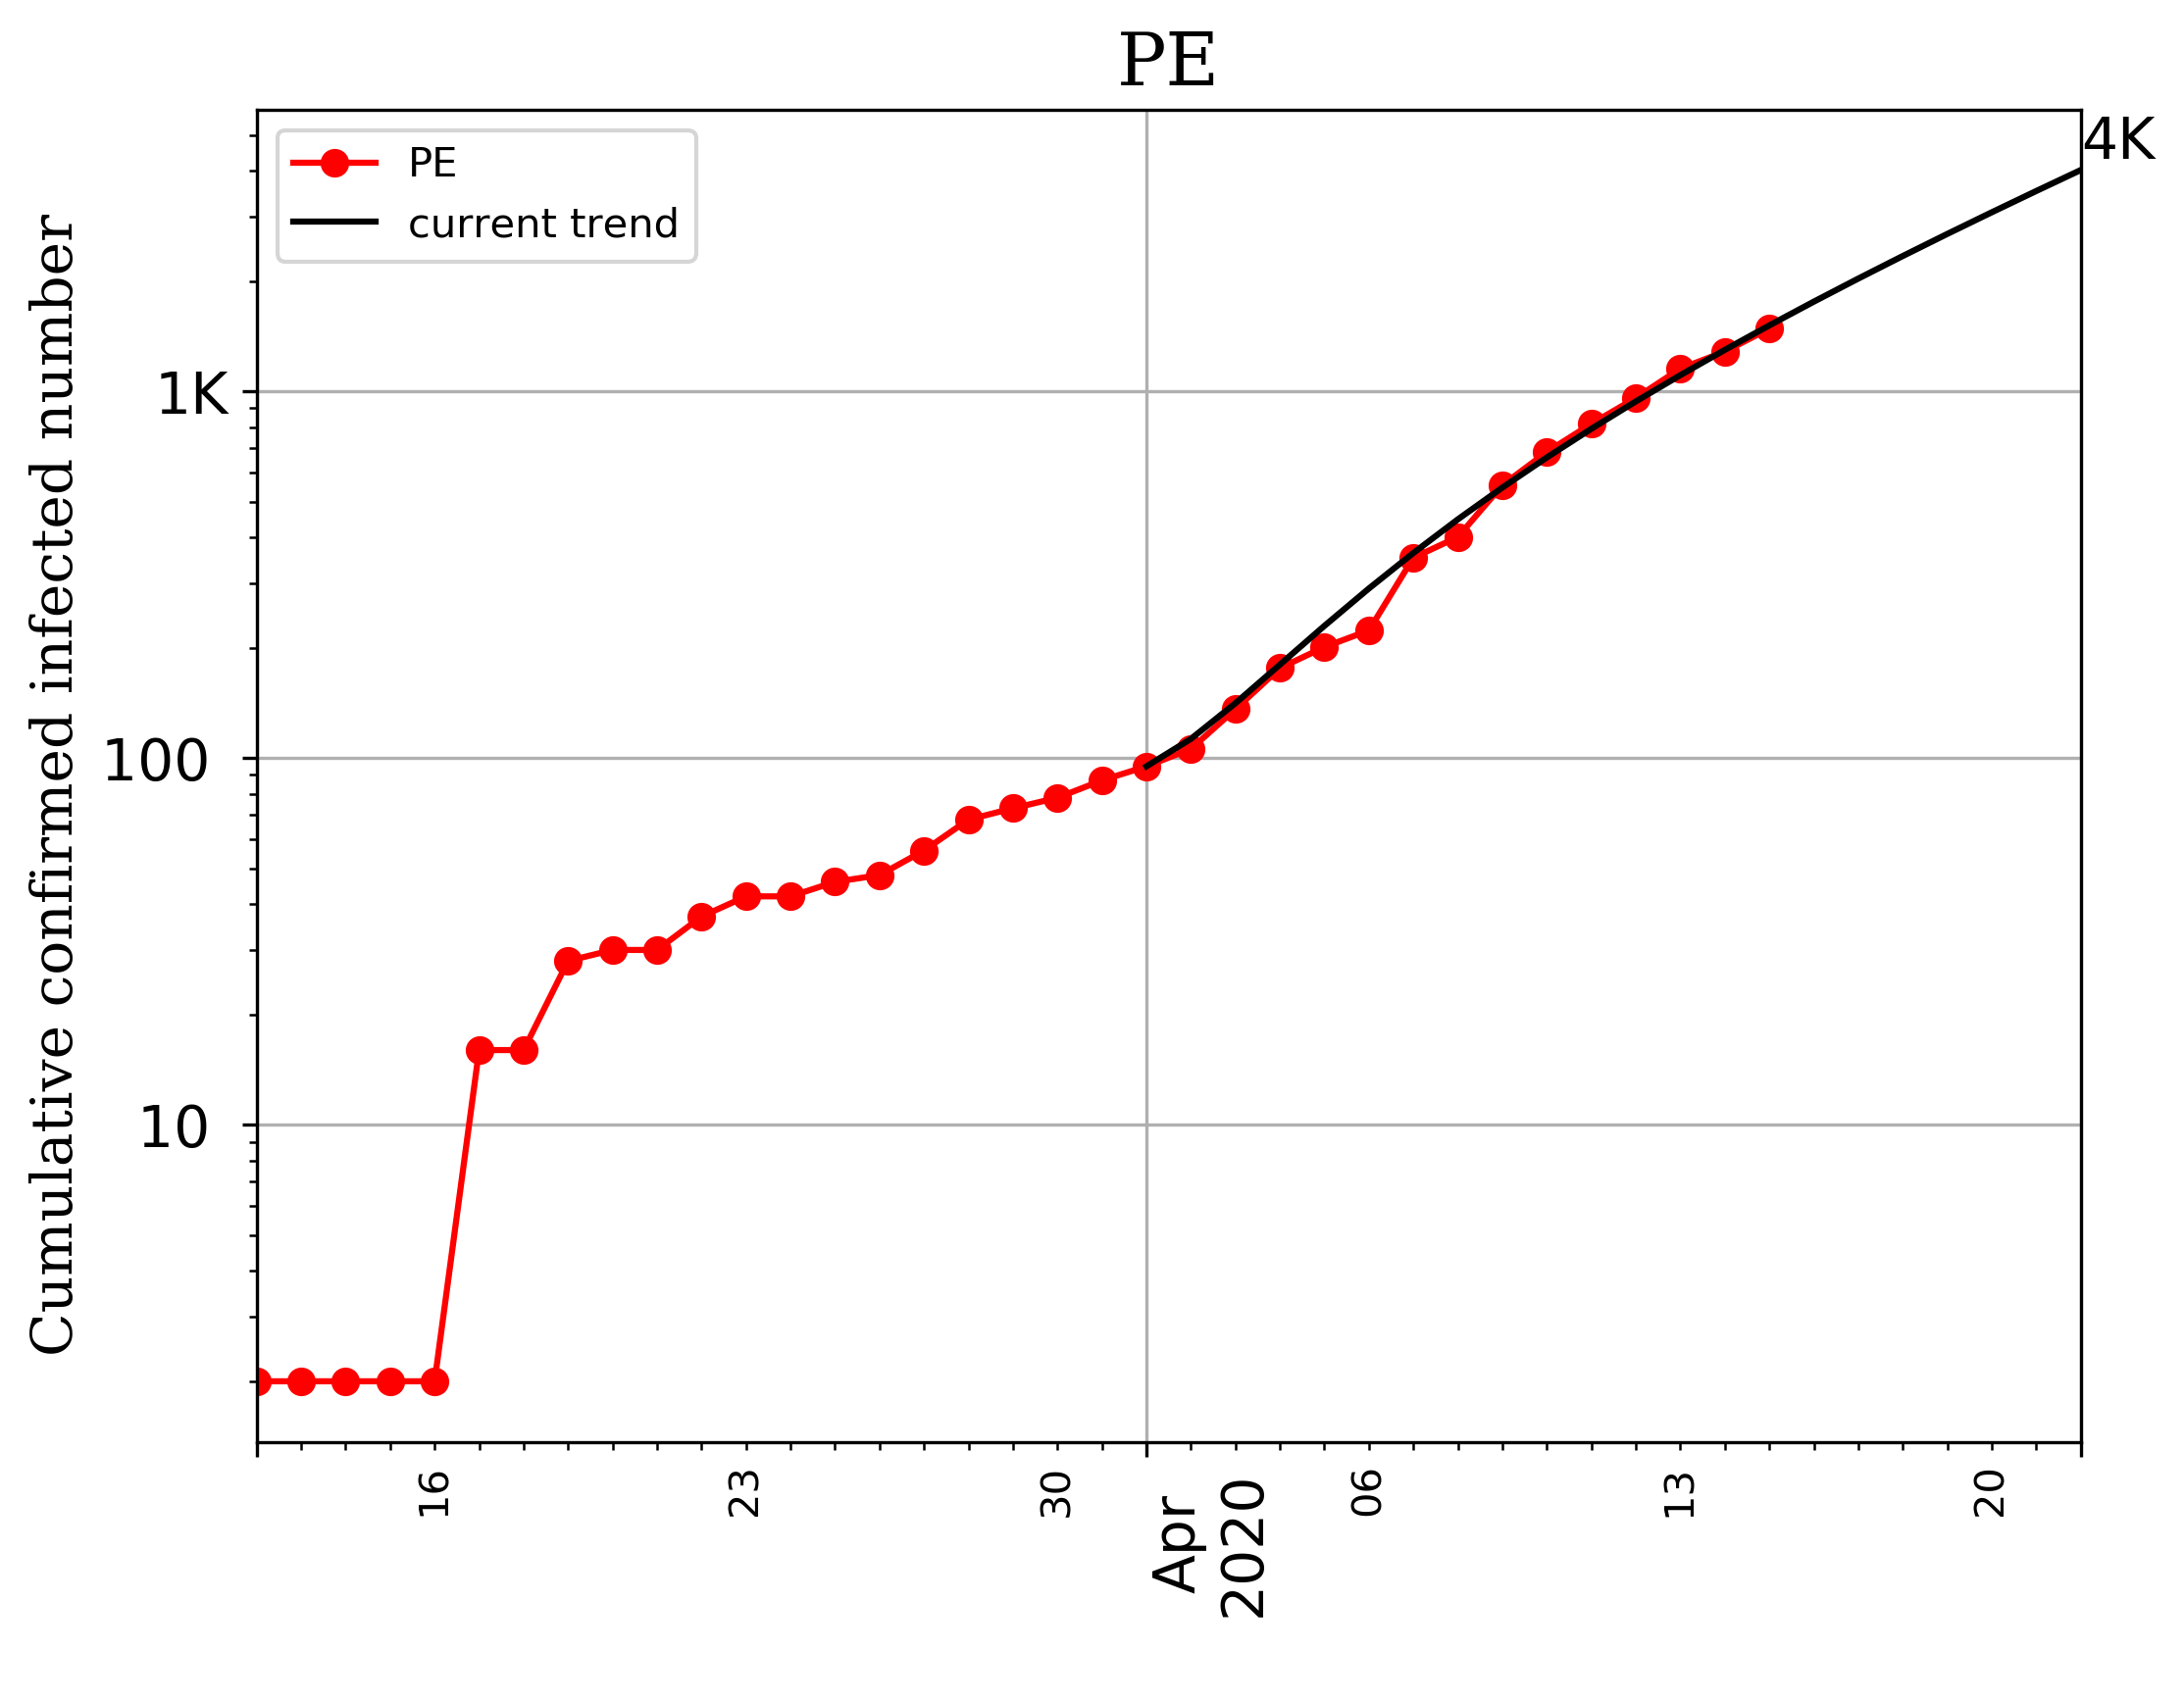 PE
4K
PE
current trend
Cumulative confirmed infected number
1K
100
10
16
23
30
Apr
2020
06
13
20